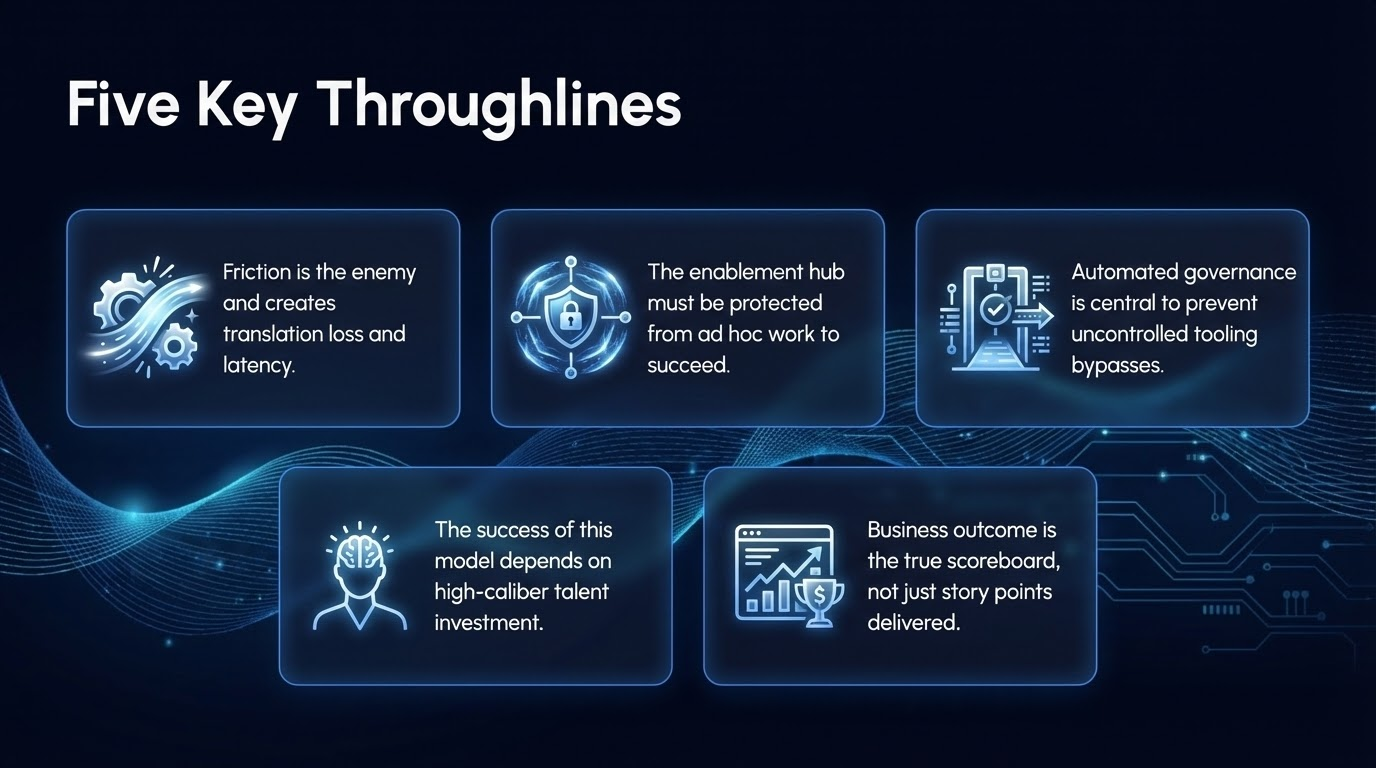 Five Key Throughlines
Friction is the enemy
and creates
translation loss and
latency.
The enablement hub
must be protected
from ad hoc work to
succeed.
Automated governance
is central to prevent
uncontrolled tooling
bypasses.
The success of this
model depends on
high-caliber talent
investment.
Business outcome is
the true scoreboard,
not just story points
delivered.
$